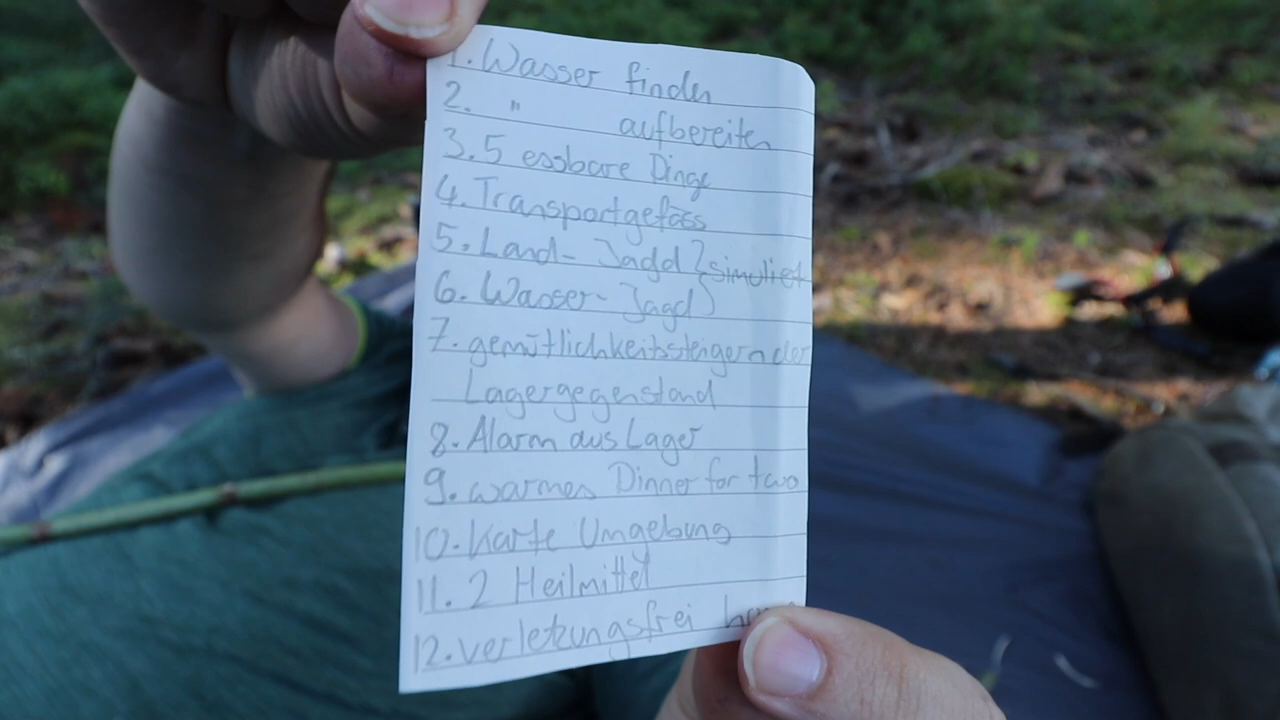 1. Wasser finden
2. " aufbereiten
3. 5 essbare Dinge
4. Transportgefäss
5. Land- Jagd } simuliert
6. Wasser- Jagd }
7. gemütlichkeitssteigernder
Lagergegenstand
8. Alarm aus Lager
9. warmes Dinner for two
10. Karte Umgebung
11. 2 Heilmittel
12. verletzungsfrei